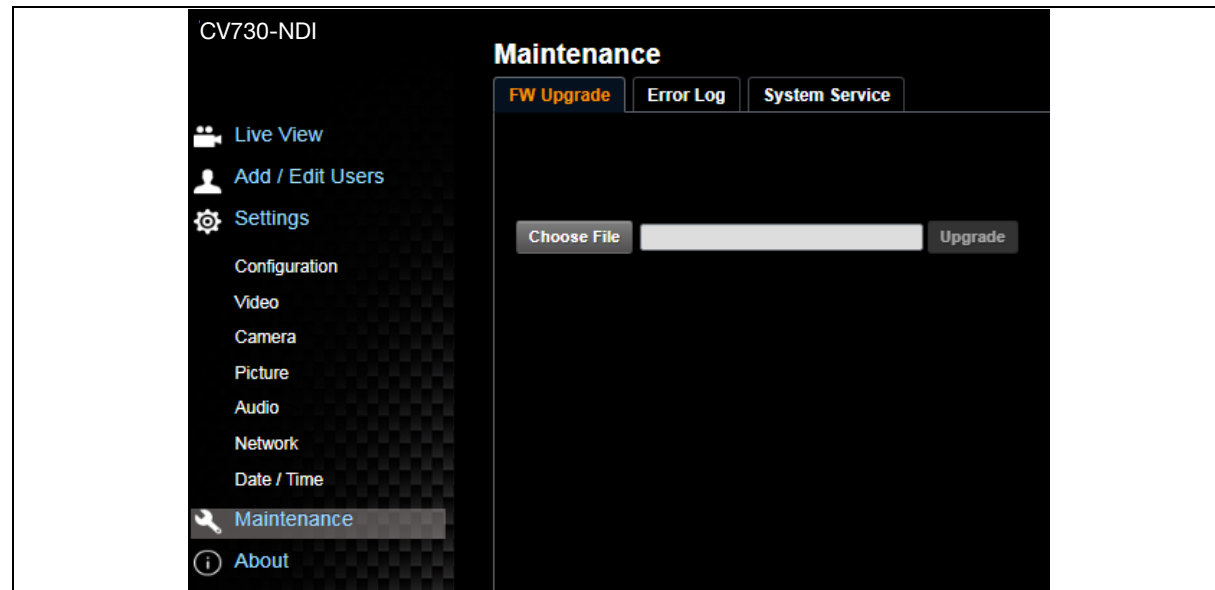 CV730-NDI
Maintenance
FW Upgrade Error Log System Service
Live View
Add / Edit Users
Settings
Choose File Upgrade
Configuration
Video
Camera
Picture
Audio
Network
Date / Time
Maintenance
About